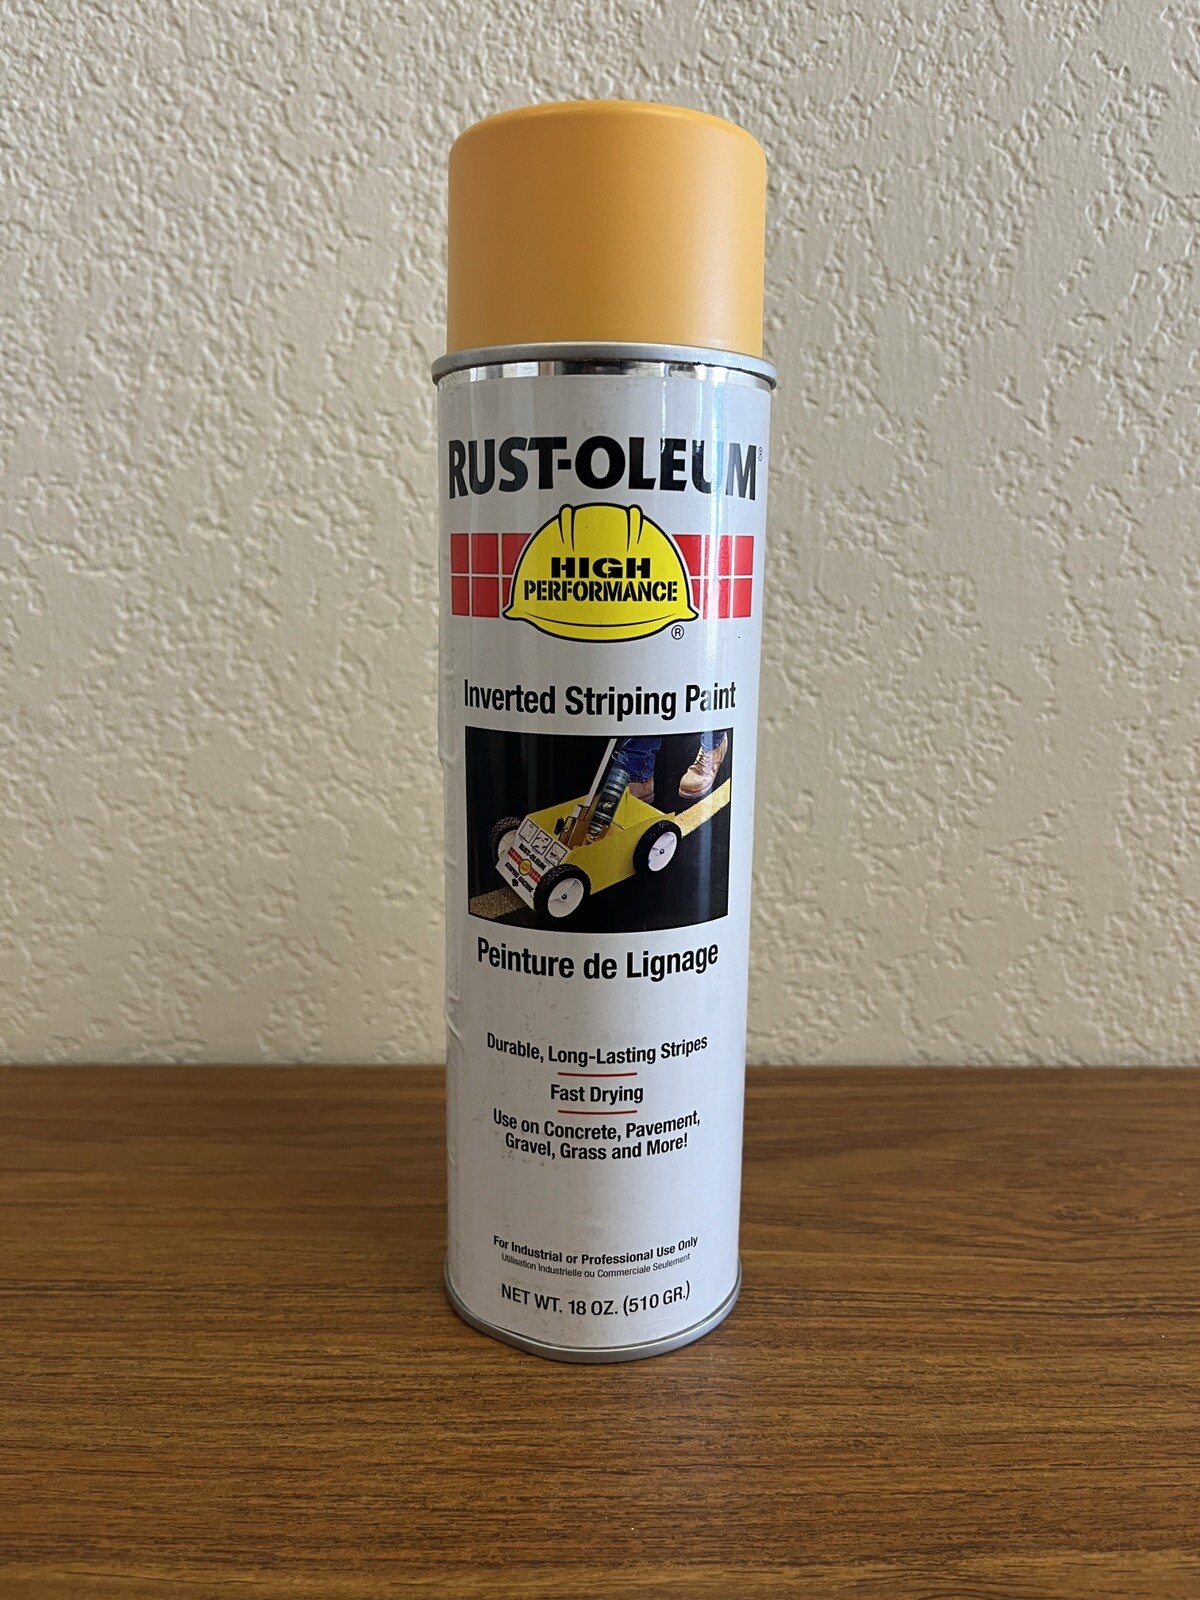 RUST-OLEUM®
HIGH
PERFORMANCE
®
Inverted Striping Paint
RUST-OLEUM
Peinture de Lignage
Durable, Long-Lasting Stripes
Fast Drying
Use on Concrete, Pavement,
Gravel, Grass and More!
For Industrial or Professional Use Only
Utilisation Industrielle ou Commerciale Seulement
NET WT. 18 OZ. (510 GR.)